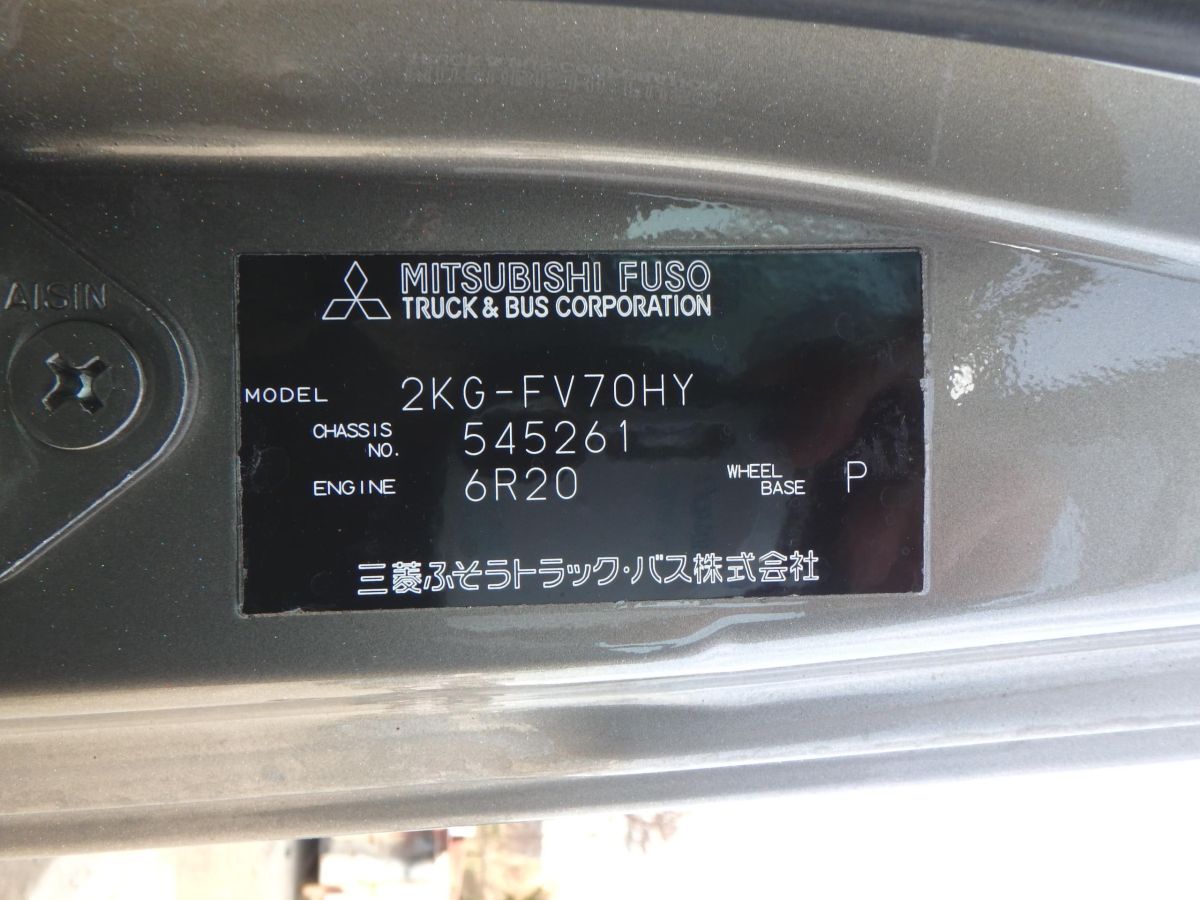 MITSUBISHI FUSO
TRUCK & BUS CORPORATION
AISIN
MODEL 2KG-FV70HY
CHASSIS NO. 545261
ENGINE 6R20 WHEEL BASE P
三菱ふそうトラック・バス株式会社